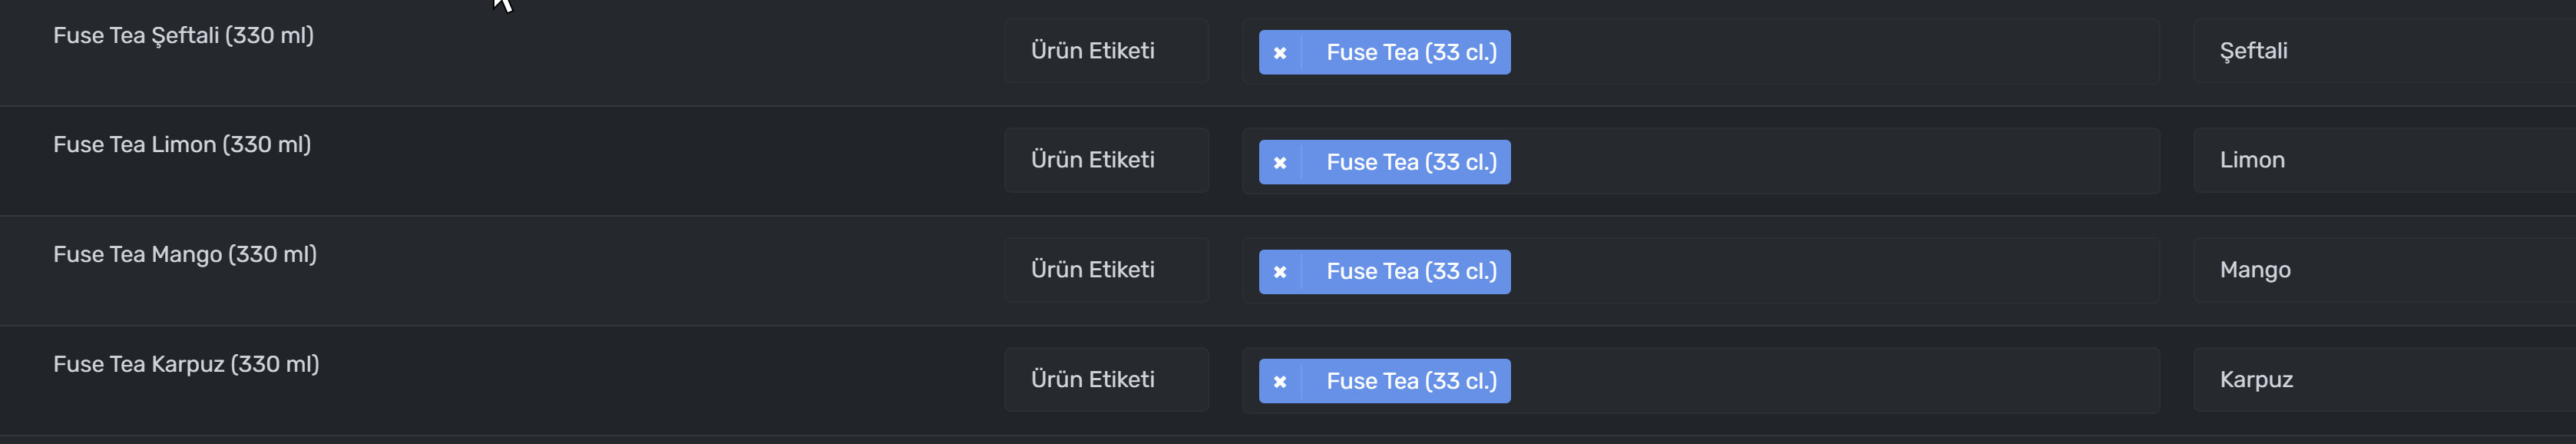 Fuse Tea Şeftali (330 ml) Ürün Etiketi × Fuse Tea (33 cl.) Şeftali
Fuse Tea Limon (330 ml) Ürün Etiketi × Fuse Tea (33 cl.) Limon
Fuse Tea Mango (330 ml) Ürün Etiketi × Fuse Tea (33 cl.) Mango
Fuse Tea Karpuz (330 ml) Ürün Etiketi × Fuse Tea (33 cl.) Karpuz